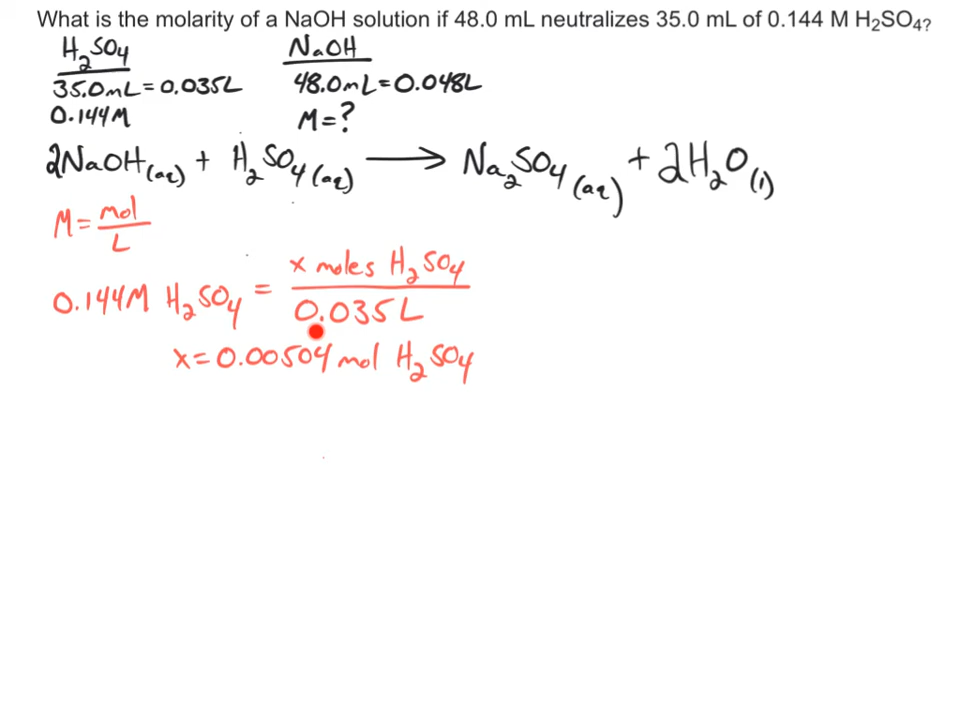 What is the molarity of a NaOH solution if 48.0 mL neutralizes 35.0 mL of 0.144 M H₂SO₄?
H₂SO₄ NaOH
35.0mL=0.035L 48.0mL=0.048L
0.144M M=?
2NaOH(aq) + H₂SO₄(aq) ⟶ Na₂SO₄(aq) + 2H₂O(l)
M= mol
L
x moles H₂SO₄
0.144M H₂SO₄ =
0.035 L
x=0.00504 mol H₂SO₄